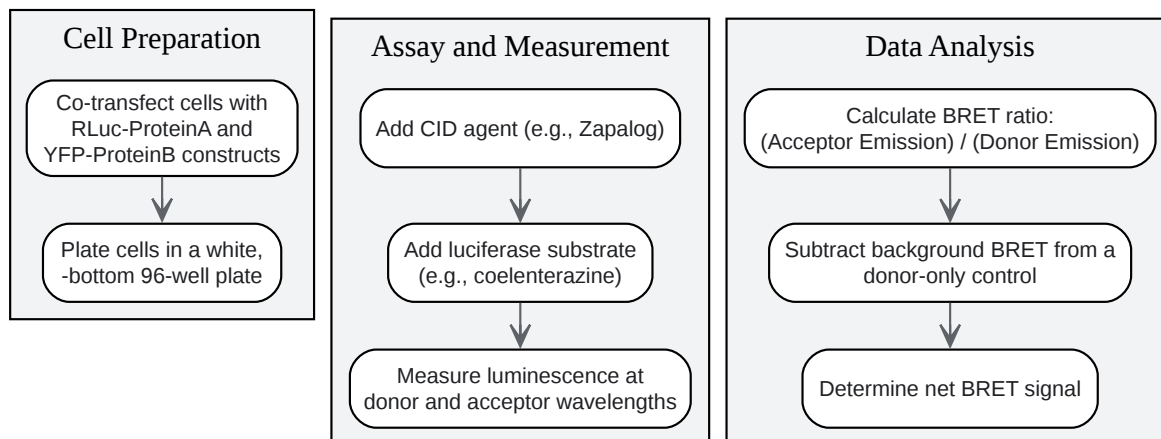 Cell Preparation
Co-transfect cells with
RLuc-ProteinA and
YFP-ProteinB constructs
Plate cells in a white,
-bottom 96-well plate
Assay and Measurement
Add CID agent (e.g., Zapalog)
Add luciferase substrate
(e.g., coelenterazine)
Measure luminescence at
donor and acceptor wavelengths
Data Analysis
Calculate BRET ratio:
(Acceptor Emission) / (Donor Emission)
Subtract background BRET from a
donor-only control
Determine net BRET signal